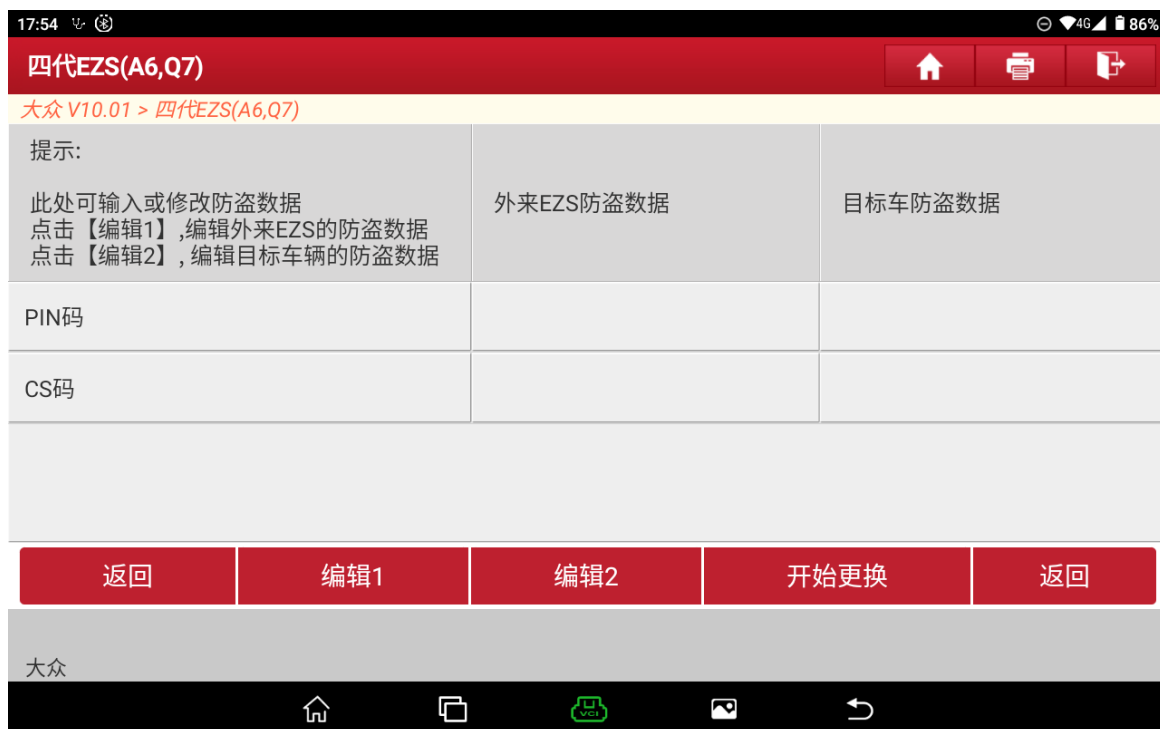 17:54
4G 86%
四代EZS(A6,Q7)
大众 V10.01 > 四代EZS(A6,Q7)
提示:
此处可输入或修改防盗数据
点击【编辑1】,编辑外来EZS的防盗数据
点击【编辑2】, 编辑目标车辆的防盗数据
外来EZS防盗数据
目标车防盗数据
PIN码
CS码
返回
编辑1
编辑2
开始更换
返回
大众
VCI